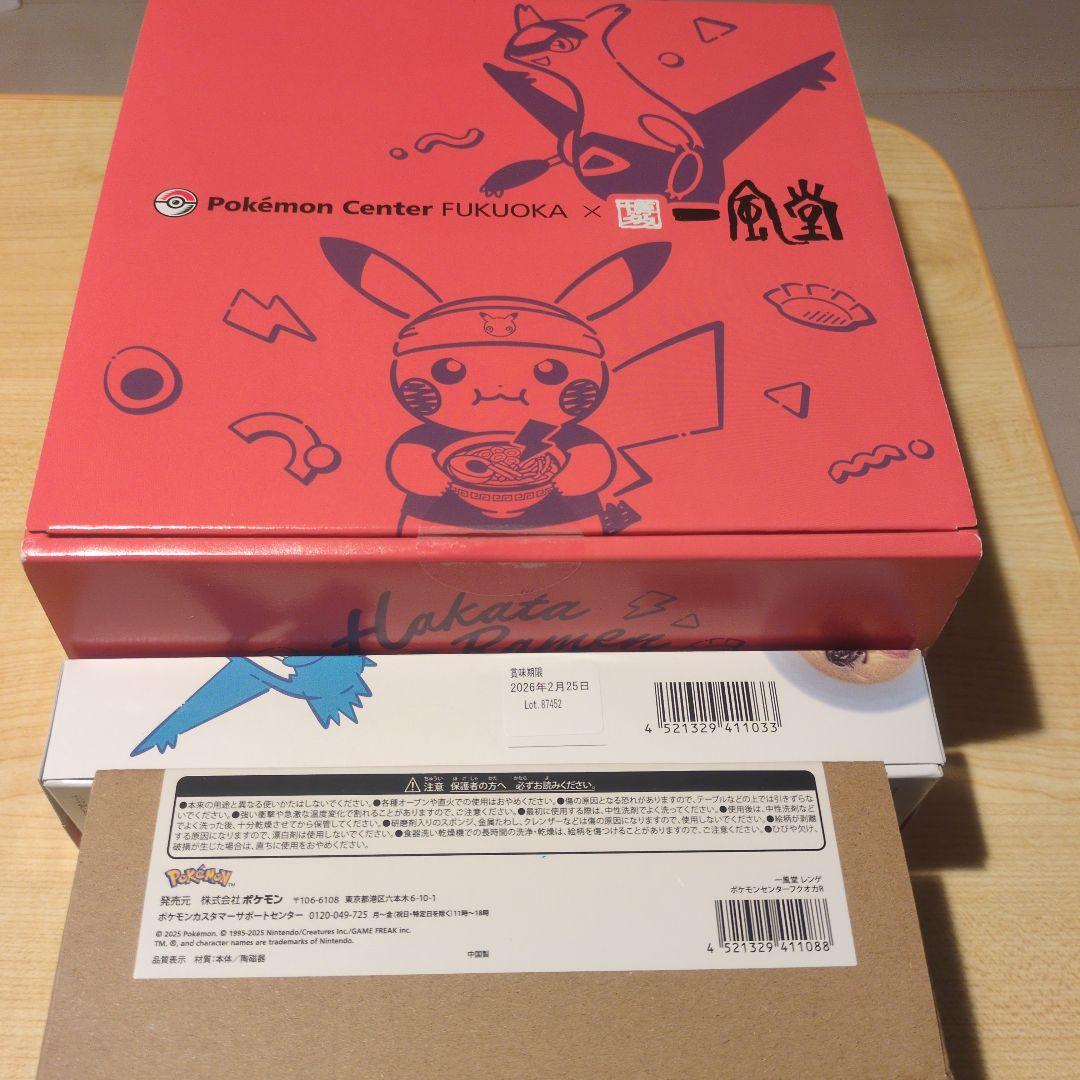 Pokémon Center FUKUOKA × 博多 一風堂
Hakata
Ramen
賞味期限
2026年2月25日
Lot. 87452
4 521329 411033
注意 保護者の方へ 必ずお読みください。
●本来の用途と異なる使いかたはしないでください。●各種オーブンや直火での使用はおやめください。●傷の原因となる恐れがありますので、テーブルなどの上では引きずらな
いでください。●強い衝撃や急激な温度変化で割れることがありますので、ご注意ください。●最初に使用する際は、中性洗剤でよく洗ってください。●使用後は、中性洗剤など
でよく洗った後、十分乾燥させてから保管してください。●研磨剤入りのスポンジ、金属たわし、クレンザーなどは傷の原因になりますので、使用しないでください。●絵柄が剥離
する原因になりますので、漂白剤は使用しないでください。●食器洗い乾燥機での長時間の洗浄・乾燥は、絵柄を傷つけることがありますので、ご注意ください。●ひびや欠け、
破損が生じた場合は、直ちに使用をおやめください。
POKéMON™
発売元 株式会社ポケモン 〒106-6108 東京都港区六本木6-10-1
ポケモンカスタマーサポートセンター 0120-049-725 月〜金(祝日・特定日を除く)11時〜18時
© 2025 Pokémon. © 1995-2025 Nintendo/Creatures Inc./GAME FREAK inc.
TM, ®, and character names are trademarks of Nintendo.
品質表示 材質:本体/陶磁器
中国製
一風堂 レンゲ
ポケモンセンターフクオカR
4 521329 411088